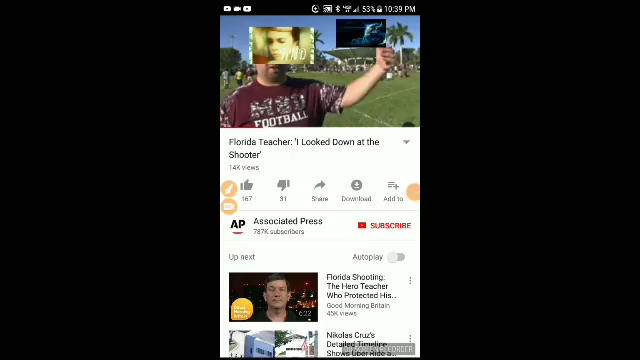 53% 10:39 PM
MSD
FOOTBALL
Florida Teacher: 'I Looked Down at the
Shooter'
14K views
167
31
Share
Download
Add to
AP
Associated Press
787K subscribers
SUBSCRIBE
Up next
Autoplay
Florida Shooting:
The Hero Teacher
Who Protected His...
Good Morning Britain
45K views
6:22
Nikolas Cruz's
Detailed Timeline
Shows Uber Ride a